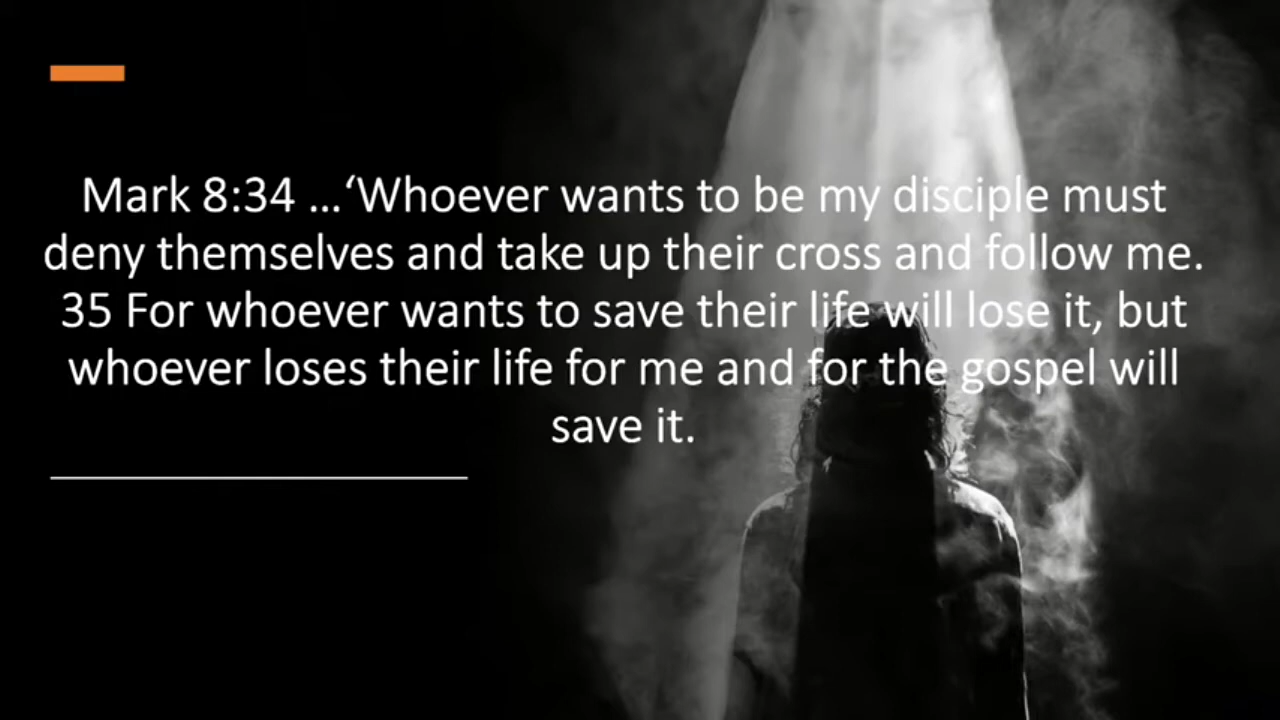 Mark 8:34 ...‘Whoever wants to be my disciple must
deny themselves and take up their cross and follow me.
35 For whoever wants to save their life will lose it, but
whoever loses their life for me and for the gospel will
save it.